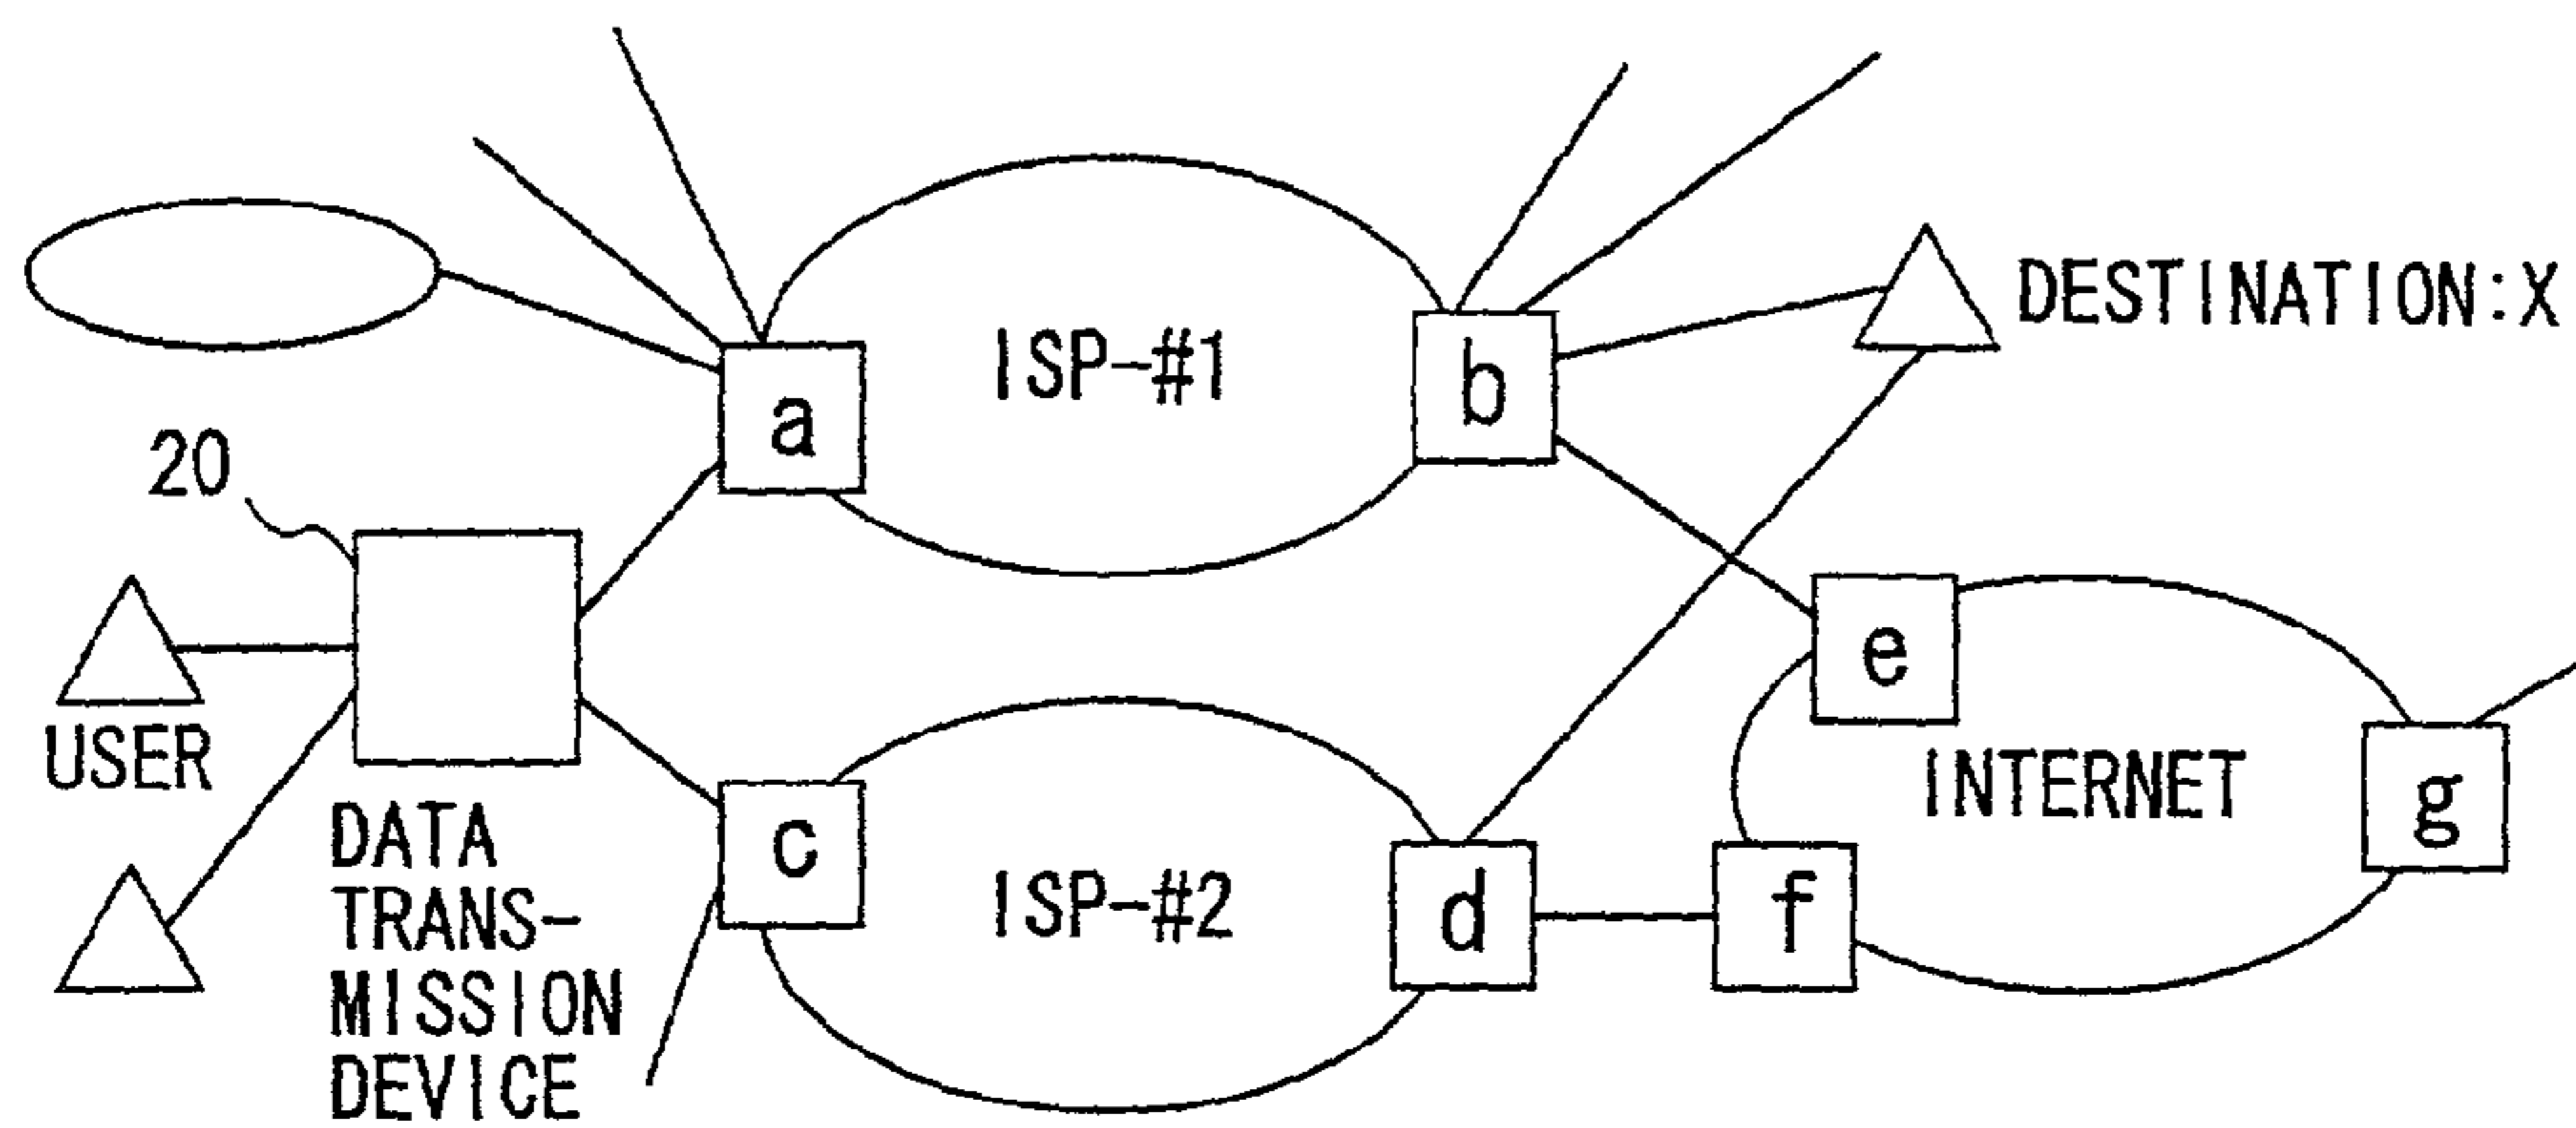 ISP-#1
a
b
DESTINATION:X
20
USER
DATA
TRANS-
MISSION
DEVICE
c
ISP-#2
d
e
INTERNET
f
g